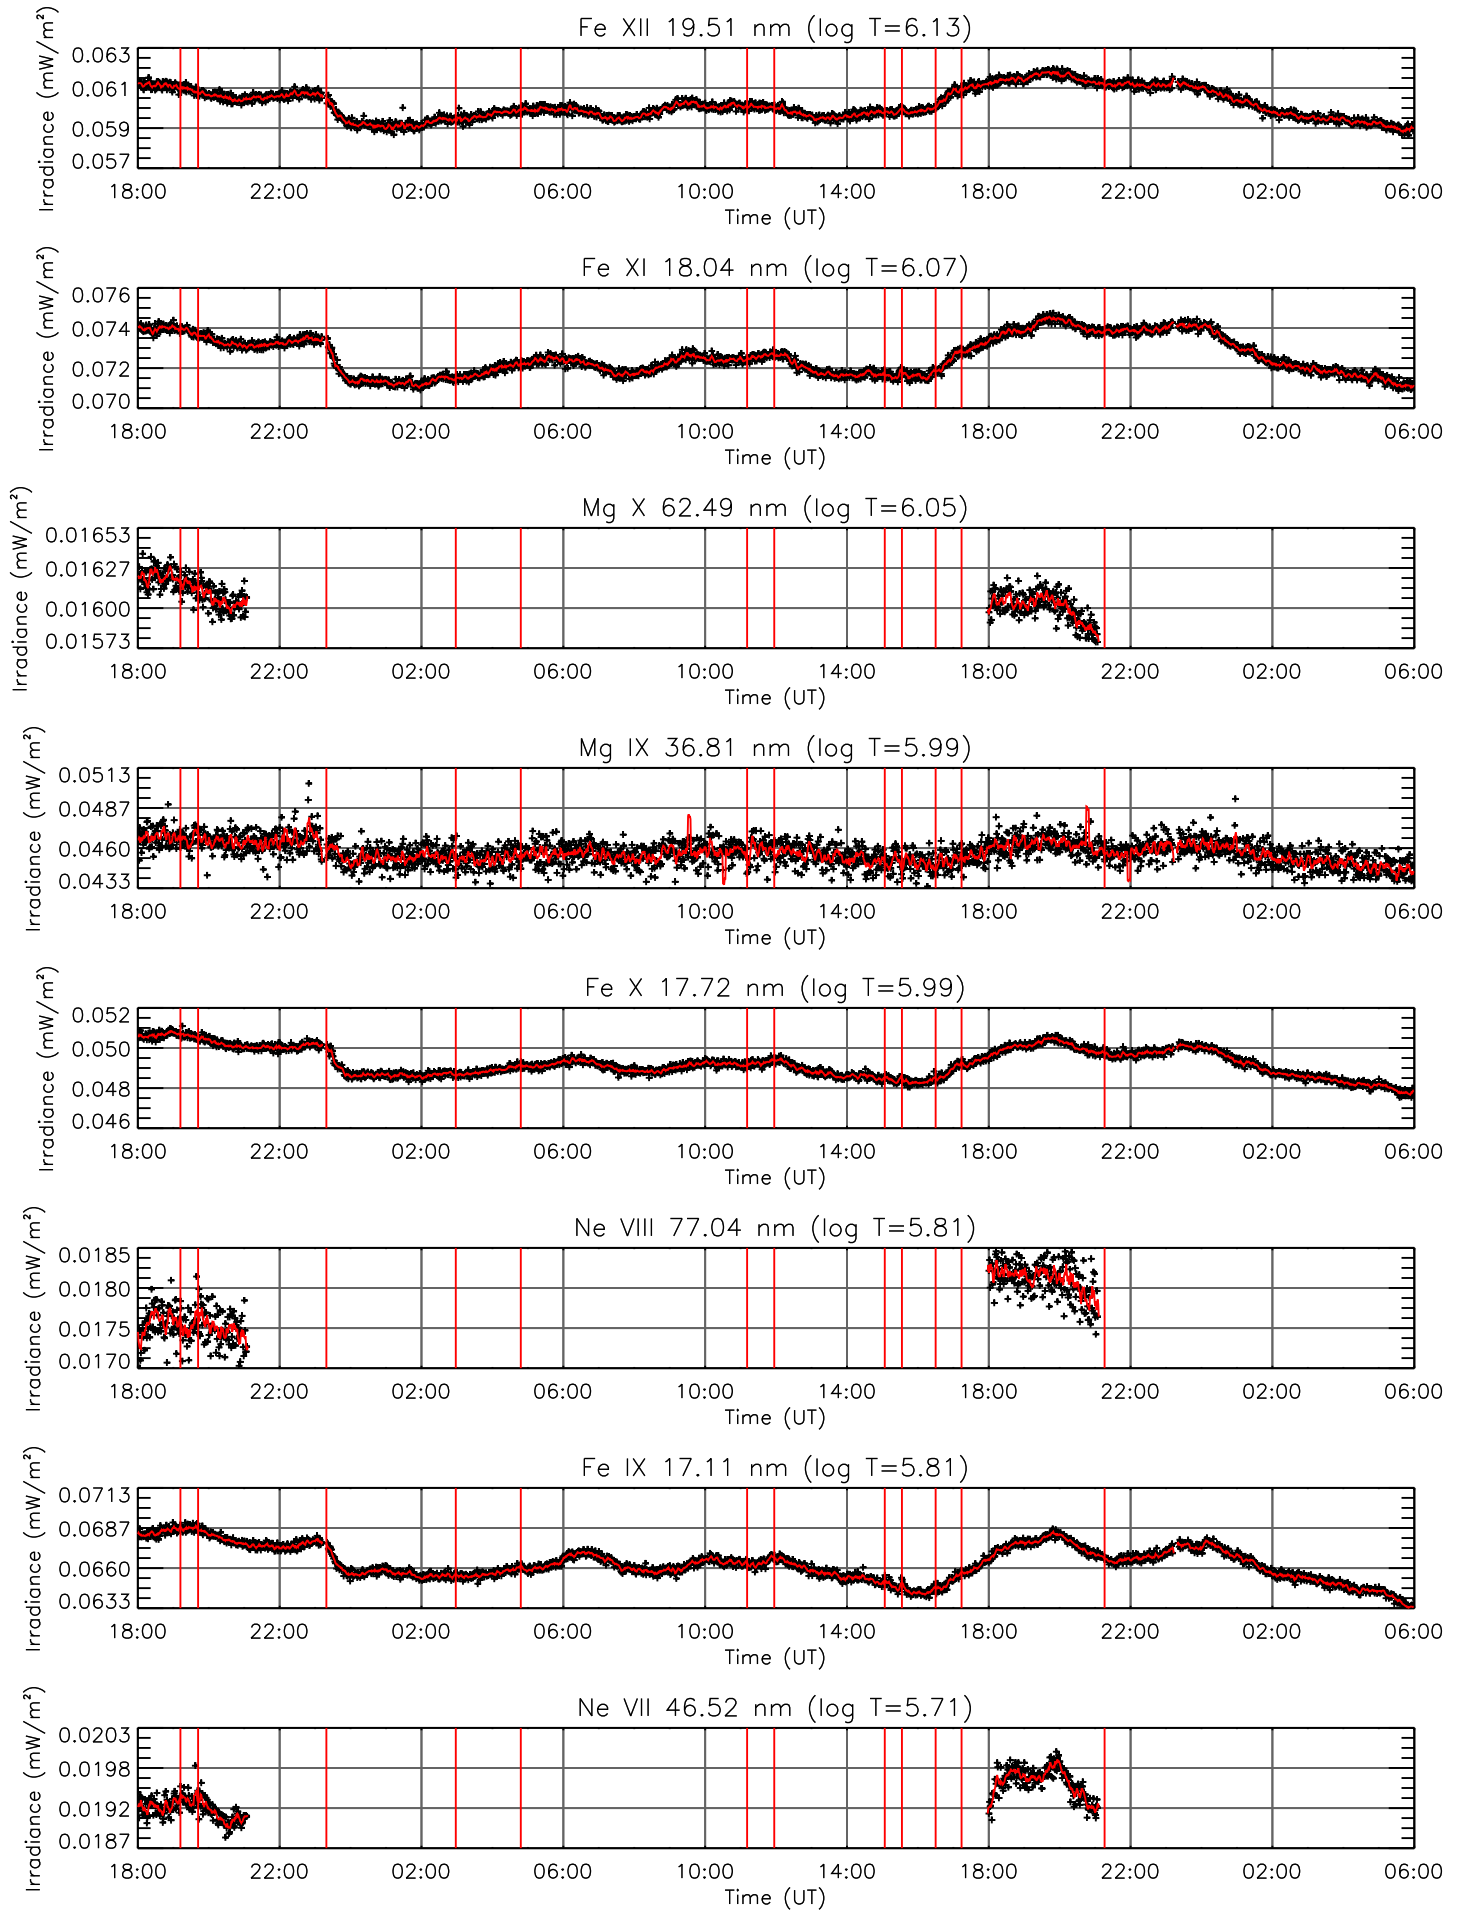 Fe XII 19.51 nm (log T=6.13)
Irradiance (mW/m²)
0.063
0.061
0.059
0.057
18:00 22:00 02:00 06:00 10:00 14:00 18:00 22:00 02:00 06:00
Time (UT)
Fe XI 18.04 nm (log T=6.07)
Irradiance (mW/m²)
0.076
0.074
0.072
0.070
18:00 22:00 02:00 06:00 10:00 14:00 18:00 22:00 02:00 06:00
Time (UT)
Mg X 62.49 nm (log T=6.05)
Irradiance (mW/m²)
0.01653
0.01627
0.01600
0.01573
18:00 22:00 02:00 06:00 10:00 14:00 18:00 22:00 02:00 06:00
Time (UT)
Mg IX 36.81 nm (log T=5.99)
Irradiance (mW/m²)
0.0513
0.0487
0.0460
0.0433
18:00 22:00 02:00 06:00 10:00 14:00 18:00 22:00 02:00 06:00
Time (UT)
Fe X 17.72 nm (log T=5.99)
Irradiance (mW/m²)
0.052
0.050
0.048
0.046
18:00 22:00 02:00 06:00 10:00 14:00 18:00 22:00 02:00 06:00
Time (UT)
Ne VIII 77.04 nm (log T=5.81)
Irradiance (mW/m²)
0.0185
0.0180
0.0175
0.0170
18:00 22:00 02:00 06:00 10:00 14:00 18:00 22:00 02:00 06:00
Time (UT)
Fe IX 17.11 nm (log T=5.81)
Irradiance (mW/m²)
0.0713
0.0687
0.0660
0.0633
18:00 22:00 02:00 06:00 10:00 14:00 18:00 22:00 02:00 06:00
Time (UT)
Ne VII 46.52 nm (log T=5.71)
Irradiance (mW/m²)
0.0203
0.0198
0.0192
0.0187
18:00 22:00 02:00 06:00 10:00 14:00 18:00 22:00 02:00 06:00
Time (UT)